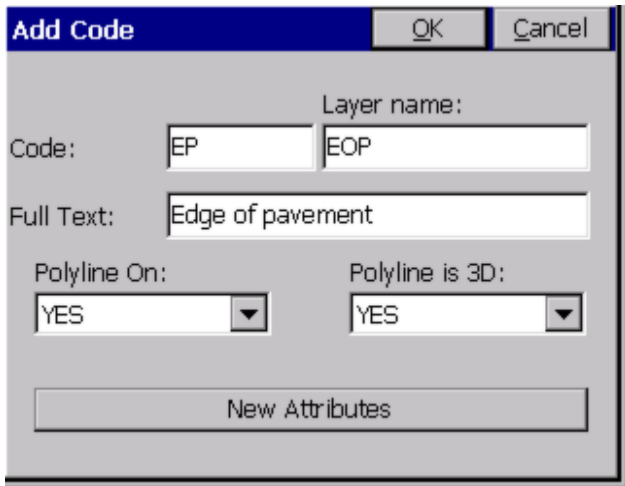 Add Code OK Cancel
Layer name:
Code: EP EOP
Full Text: Edge of pavement
Polyline On: Polyline is 3D:
YES YES
New Attributes